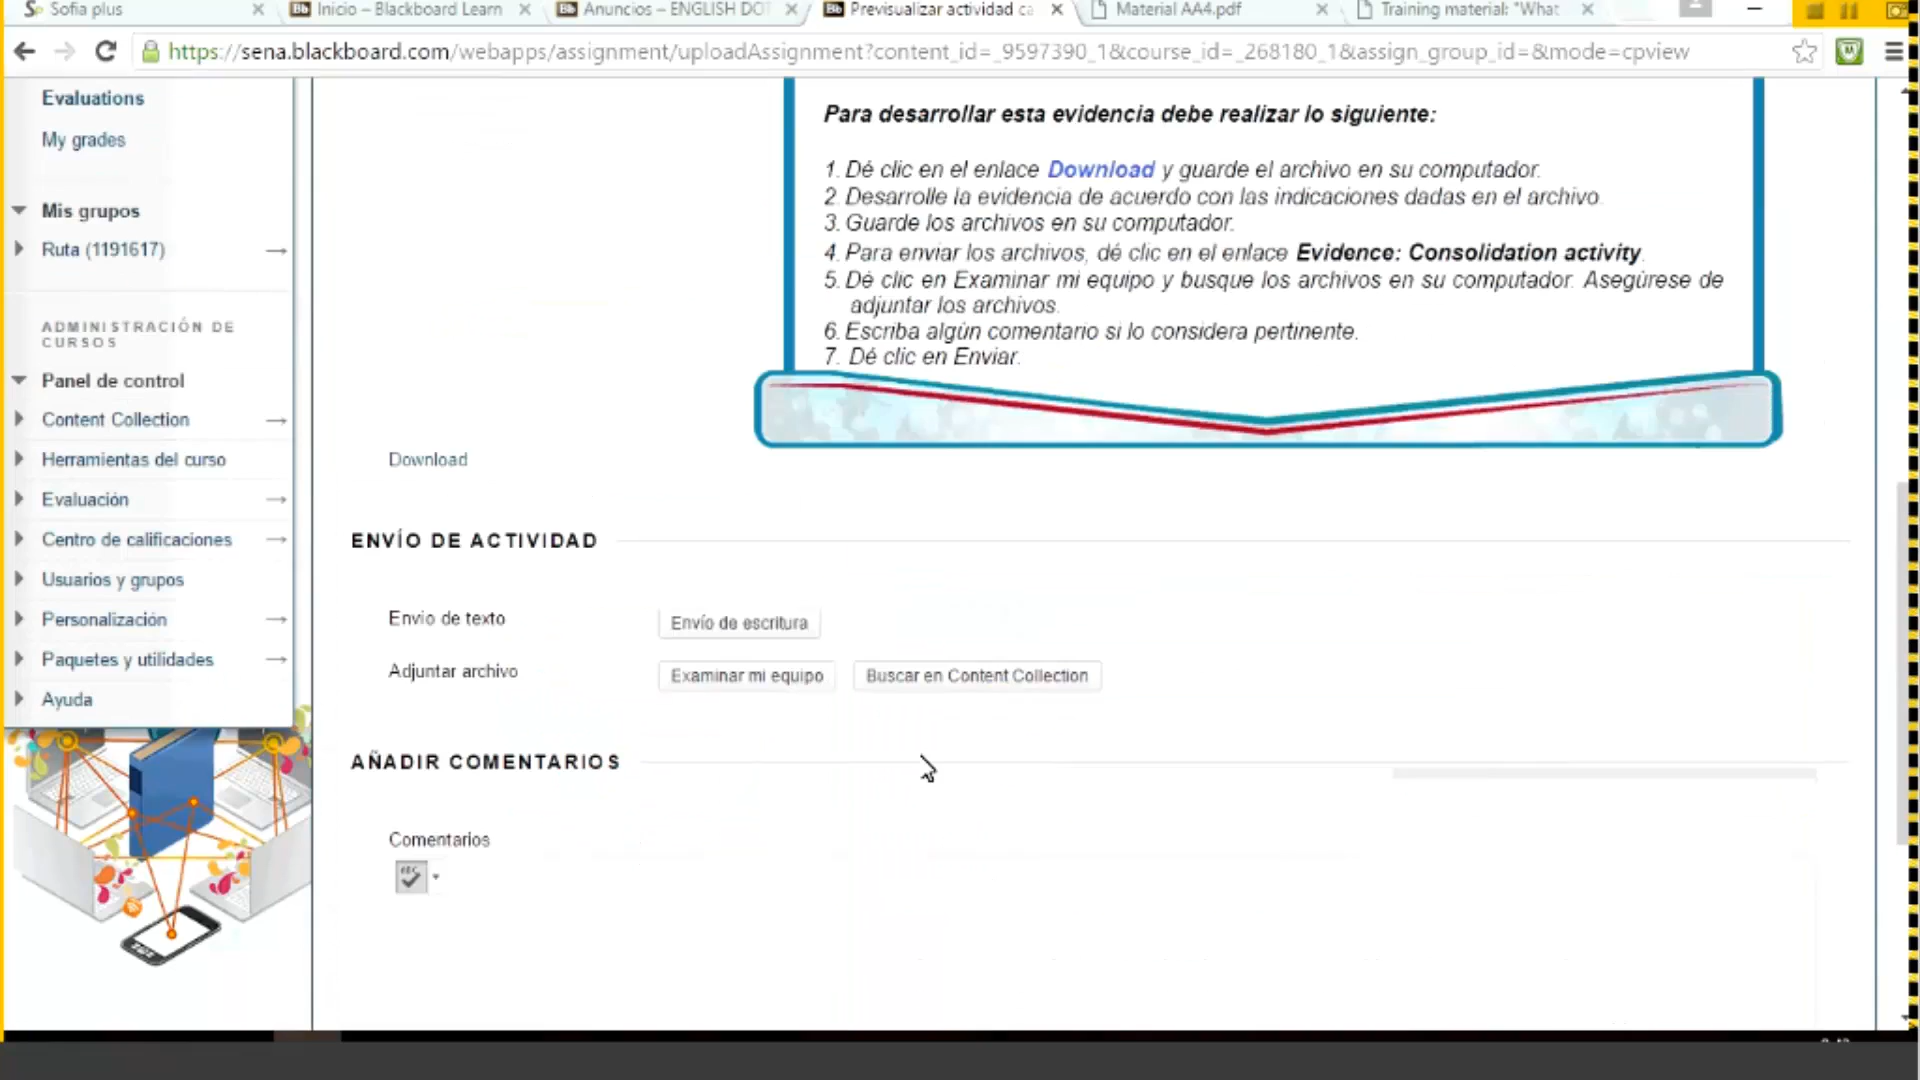 Sofia plus
Inicio – Blackboard Learn
Anuncios – ENGLISH DOT
Previsualizar actividad ca
Material AA4.pdf
Training material: "What
https://sena.blackboard.com/webapps/assignment/uploadAssignment?content_id=_9597390_1&course_id=_268180_1&assign_group_id=&mode=cpview
Evaluations
My grades
Mis grupos
Ruta (1191617)
ADMINISTRACIÓN DE
CURSOS
Panel de control
Content Collection
Herramientas del curso
Evaluación
Centro de calificaciones
Usuarios y grupos
Personalización
Paquetes y utilidades
Ayuda
Para desarrollar esta evidencia debe realizar lo siguiente:
1. Dé clic en el enlace Download y guarde el archivo en su computador.
2. Desarrolle la evidencia de acuerdo con las indicaciones dadas en el archivo.
3. Guarde los archivos en su computador.
4. Para enviar los archivos, dé clic en el enlace Evidence: Consolidation activity.
5. Dé clic en Examinar mi equipo y busque los archivos en su computador. Asegúrese de
adjuntar los archivos.
6. Escriba algún comentario si lo considera pertinente.
7. Dé clic en Enviar.
Download
ENVÍO DE ACTIVIDAD
Envío de texto
Envío de escritura
Adjuntar archivo
Examinar mi equipo
Buscar en Content Collection
AÑADIR COMENTARIOS
Comentarios